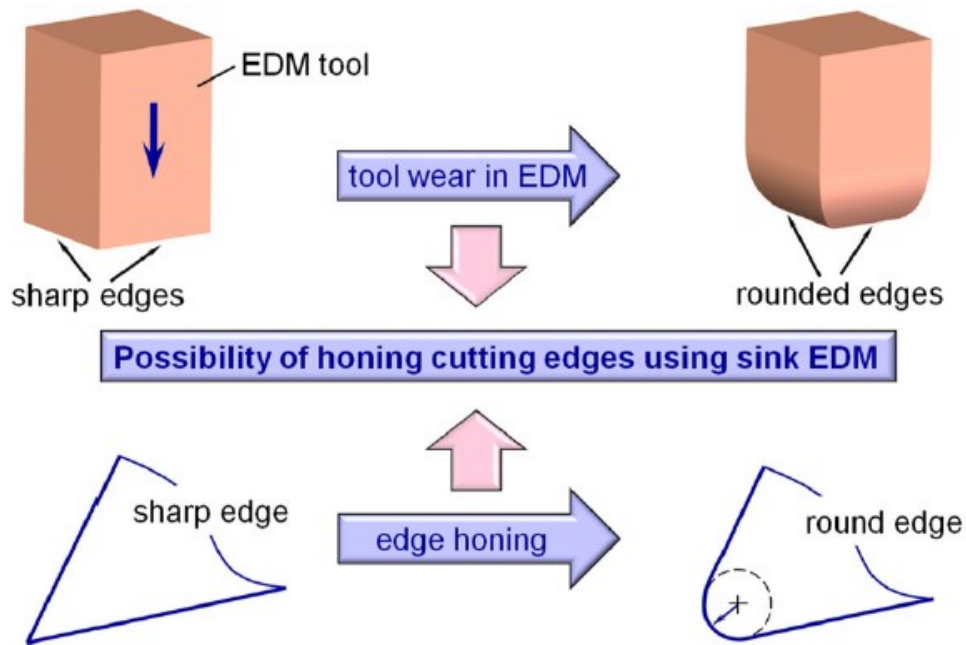 EDM tool
tool wear in EDM
sharp edges
rounded edges
Possibility of honing cutting edges using sink EDM
sharp edge
edge honing
round edge